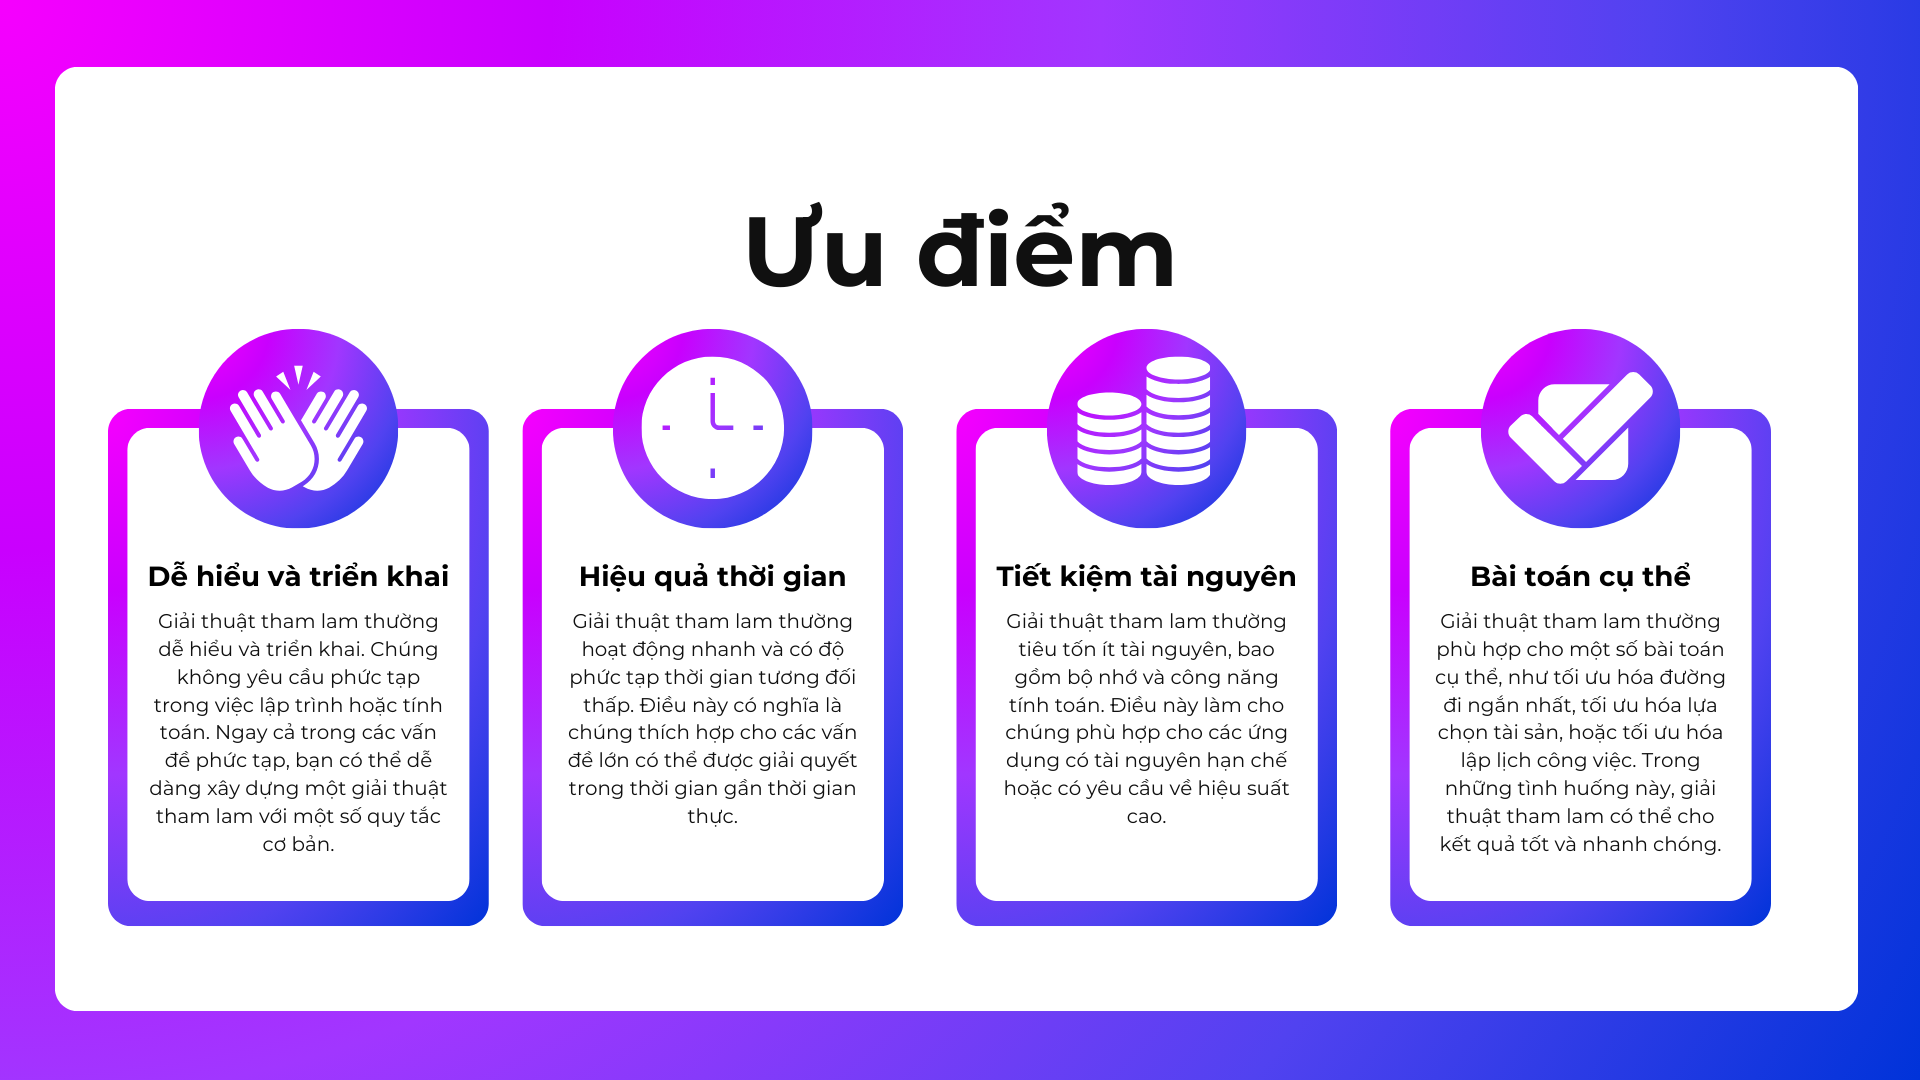 Ưu điểm
Dễ hiểu và triển khai
Giải thuật tham lam thường
dễ hiểu và triển khai. Chúng
không yêu cầu phức tạp
trong việc lập trình hoặc tính
toán. Ngay cả trong các vấn
đề phức tạp, bạn có thể dễ
dàng xây dựng một giải thuật
tham lam với một số quy tắc
cơ bản.
Hiệu quả thời gian
Giải thuật tham lam thường
hoạt động nhanh và có độ
phức tạp thời gian tương đối
thấp. Điều này có nghĩa là
chúng thích hợp cho các vấn
đề lớn có thể được giải quyết
trong thời gian gần thời gian
thực.
Tiết kiệm tài nguyên
Giải thuật tham lam thường
tiêu tốn ít tài nguyên, bao
gồm bộ nhớ và công năng
tính toán. Điều này làm cho
chúng phù hợp cho các ứng
dụng có tài nguyên hạn chế
hoặc có yêu cầu về hiệu suất
cao.
Bài toán cụ thể
Giải thuật tham lam thường
phù hợp cho một số bài toán
cụ thể, như tối ưu hóa đường
đi ngắn nhất, tối ưu hóa lựa
chọn tài sản, hoặc tối ưu hóa
lập lịch công việc. Trong
những tình huống này, giải
thuật tham lam có thể cho
kết quả tốt và nhanh chóng.